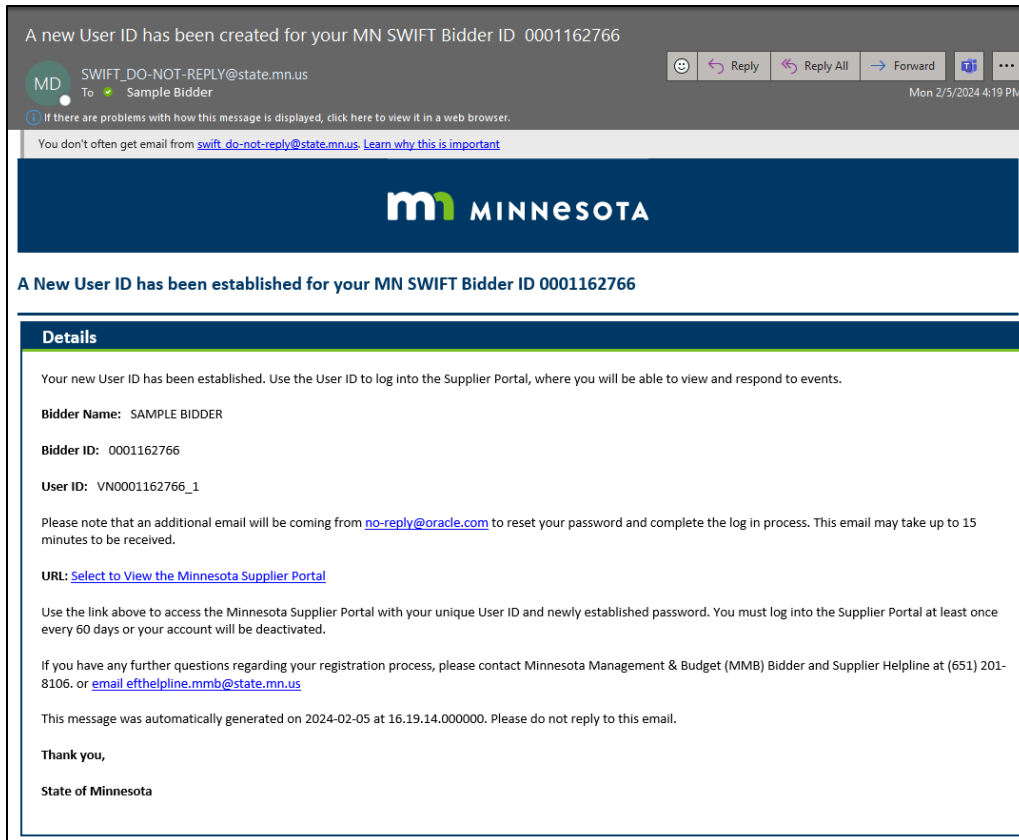 A new User ID has been created for your MN SWIFT Bidder ID 0001162766
MD
SWIFT_DO-NOT-REPLY@state.mn.us
To Sample Bidder
Reply
Reply All
Forward
...
Mon 2/5/2024 4:19 PM
If there are problems with how this message is displayed, click here to view it in a web browser.
You don't often get email from swift_do-not-reply@state.mn.us. Learn why this is important
mn MINNESOTA
A New User ID has been established for your MN SWIFT Bidder ID 0001162766
Details
Your new User ID has been established. Use the User ID to log into the Supplier Portal, where you will be able to view and respond to events.
Bidder Name: SAMPLE BIDDER
Bidder ID: 0001162766
User ID: VN0001162766_1
Please note that an additional email will be coming from no-reply@oracle.com to reset your password and complete the log in process. This email may take up to 15
minutes to be received.
URL: Select to View the Minnesota Supplier Portal
Use the link above to access the Minnesota Supplier Portal with your unique User ID and newly established password. You must log into the Supplier Portal at least once
every 60 days or your account will be deactivated.
If you have any further questions regarding your registration process, please contact Minnesota Management & Budget (MMB) Bidder and Supplier Helpline at (651) 201-
8106. or email efthelpline.mmb@state.mn.us
This message was automatically generated on 2024-02-05 at 16.19.14.000000. Please do not reply to this email.
Thank you,
State of Minnesota